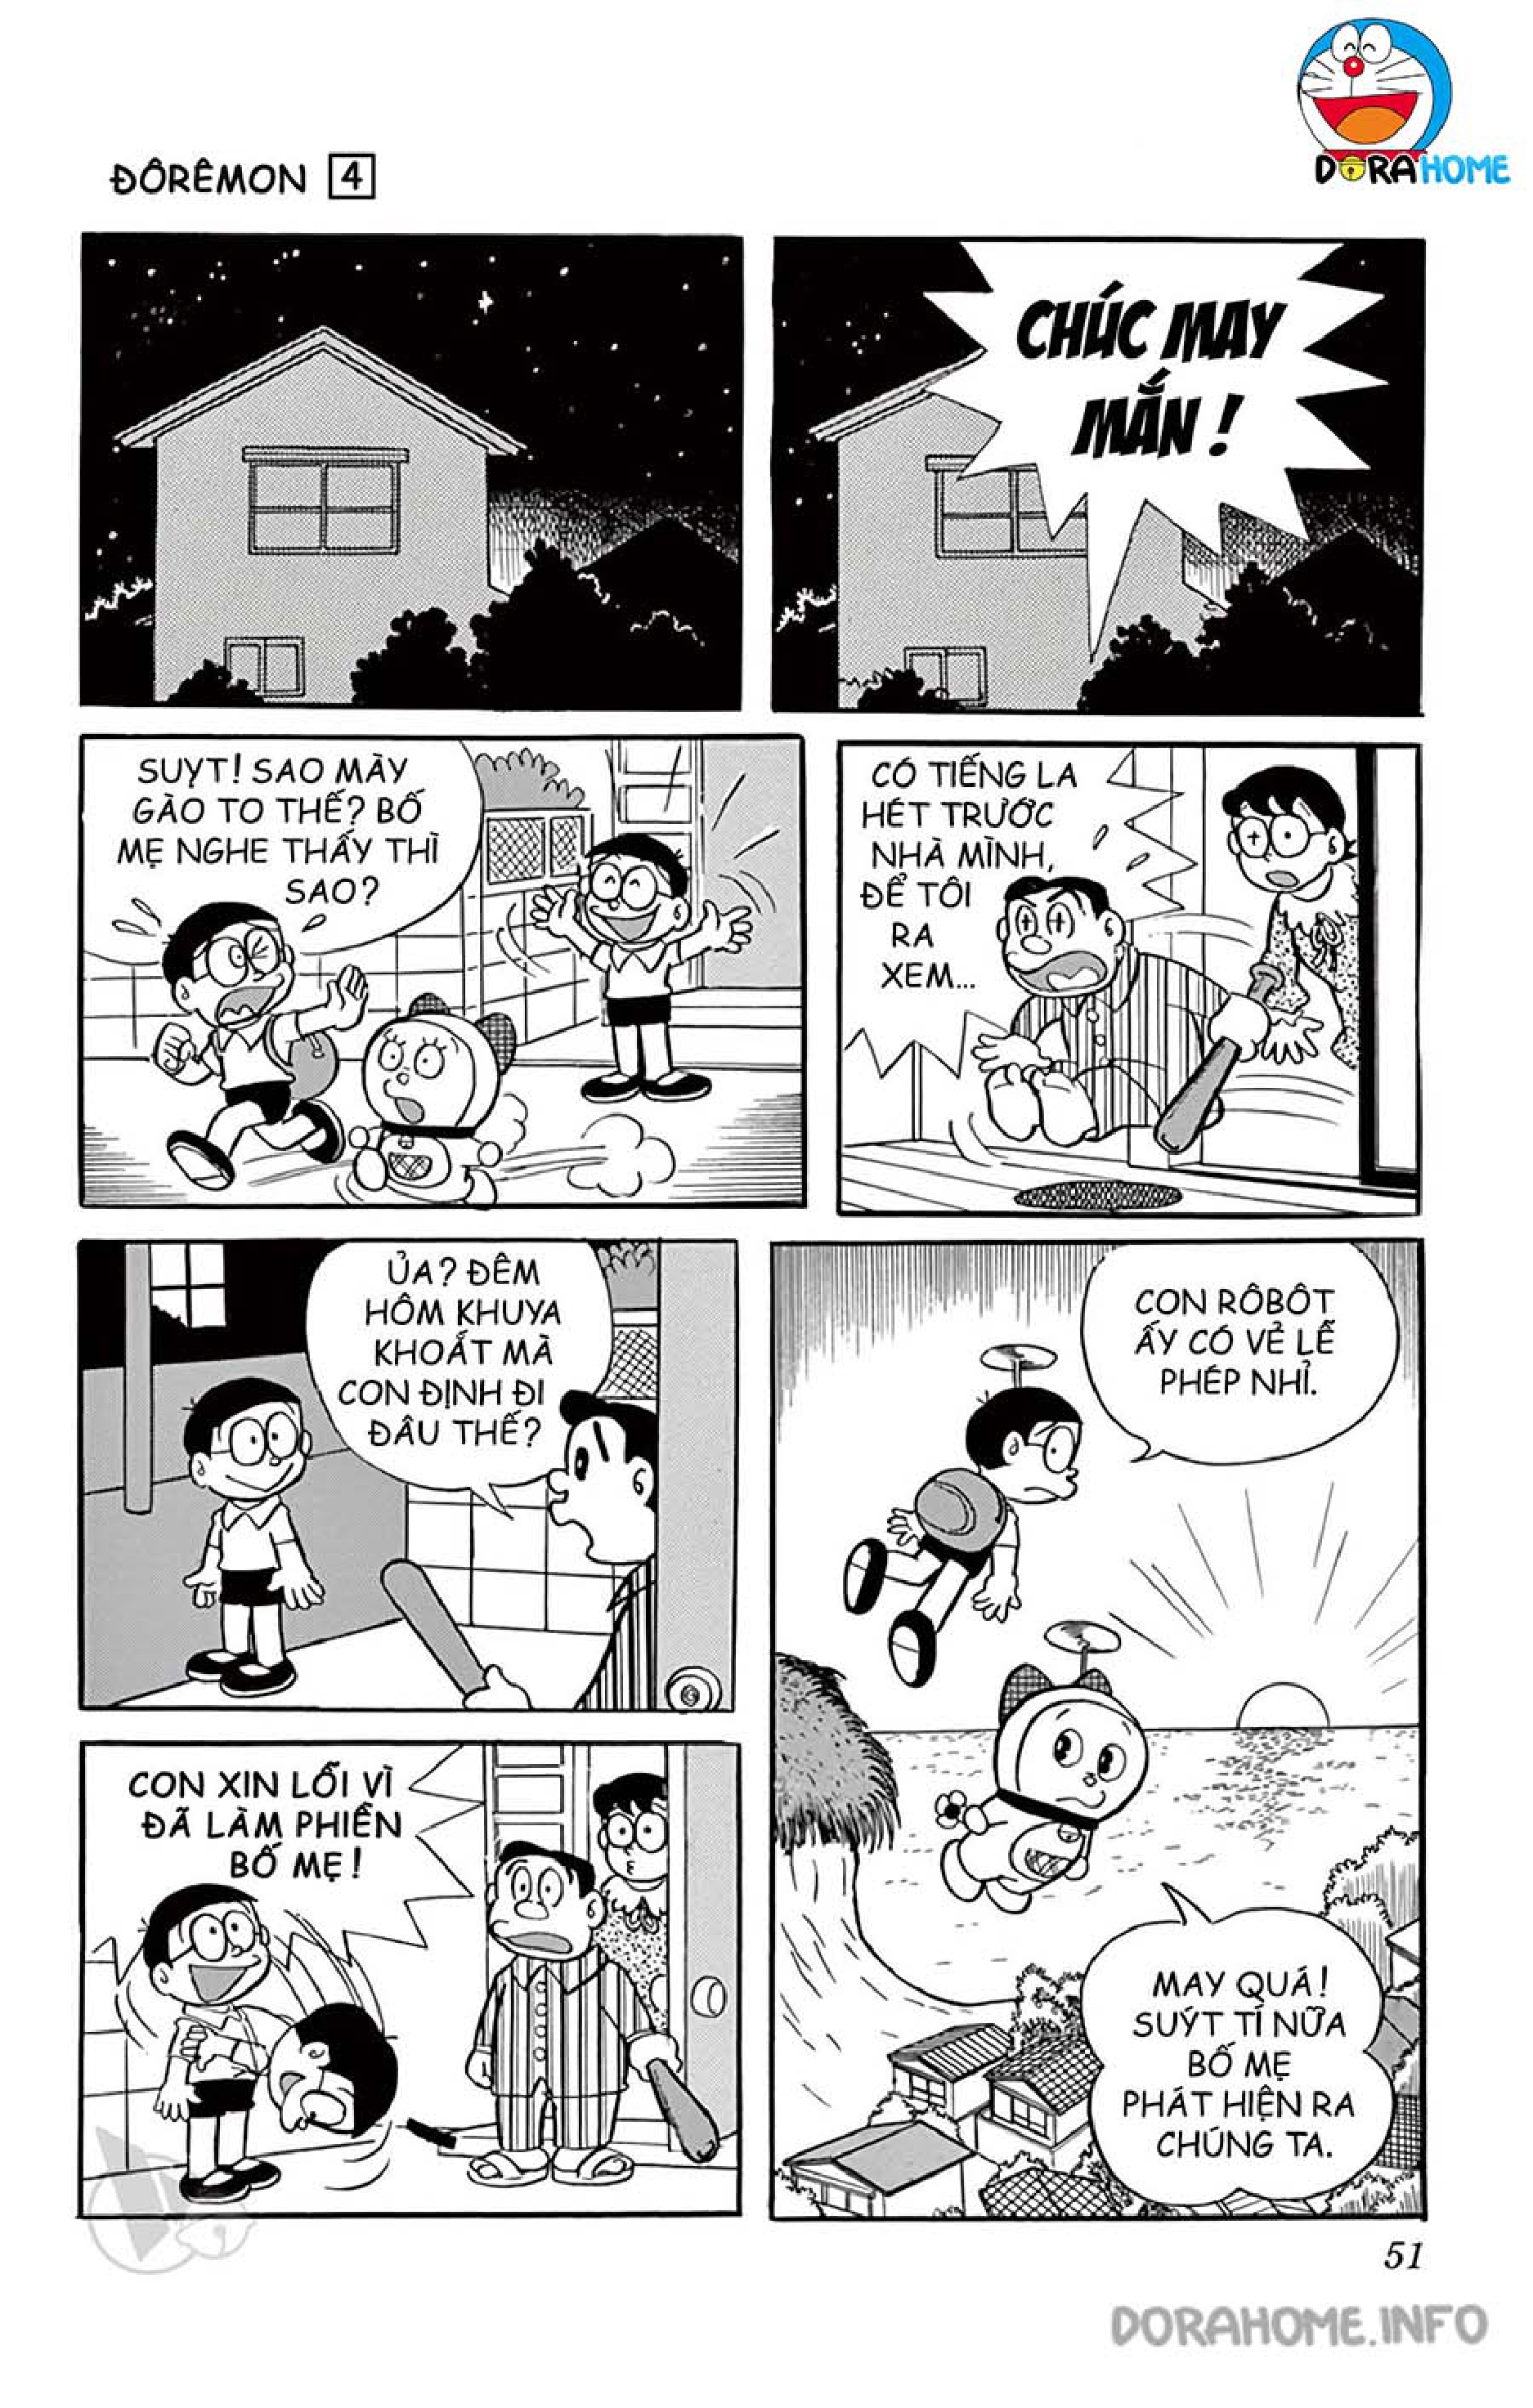 DORAHOME
ĐÔRÊMON 4
CHÚC MAY
MẮN !
SUỴT! SAO MÀY
GÀO TO THẾ? BỐ
MẸ NGHE THẤY THÌ
SAO?
CÓ TIẾNG LA
HÉT TRƯỚC
NHÀ MÌNH,
ĐỂ TÔI
RA
XEM...
ỦA? ĐÊM
HÔM KHUYA
KHOẮT MÀ
CON ĐỊNH ĐI
ĐÂU THẾ?
CON XIN LỖI VÌ
ĐÃ LÀM PHIỀN
BỐ MẸ!
CON RÔBÔT
ẤY CÓ VẺ LỄ
PHÉP NHỈ.
MAY QUÁ!
SUÝT TÍ NỮA
BỐ MẸ
PHÁT HIỆN RA
CHÚNG TA.
51
DORAHOME.INFO